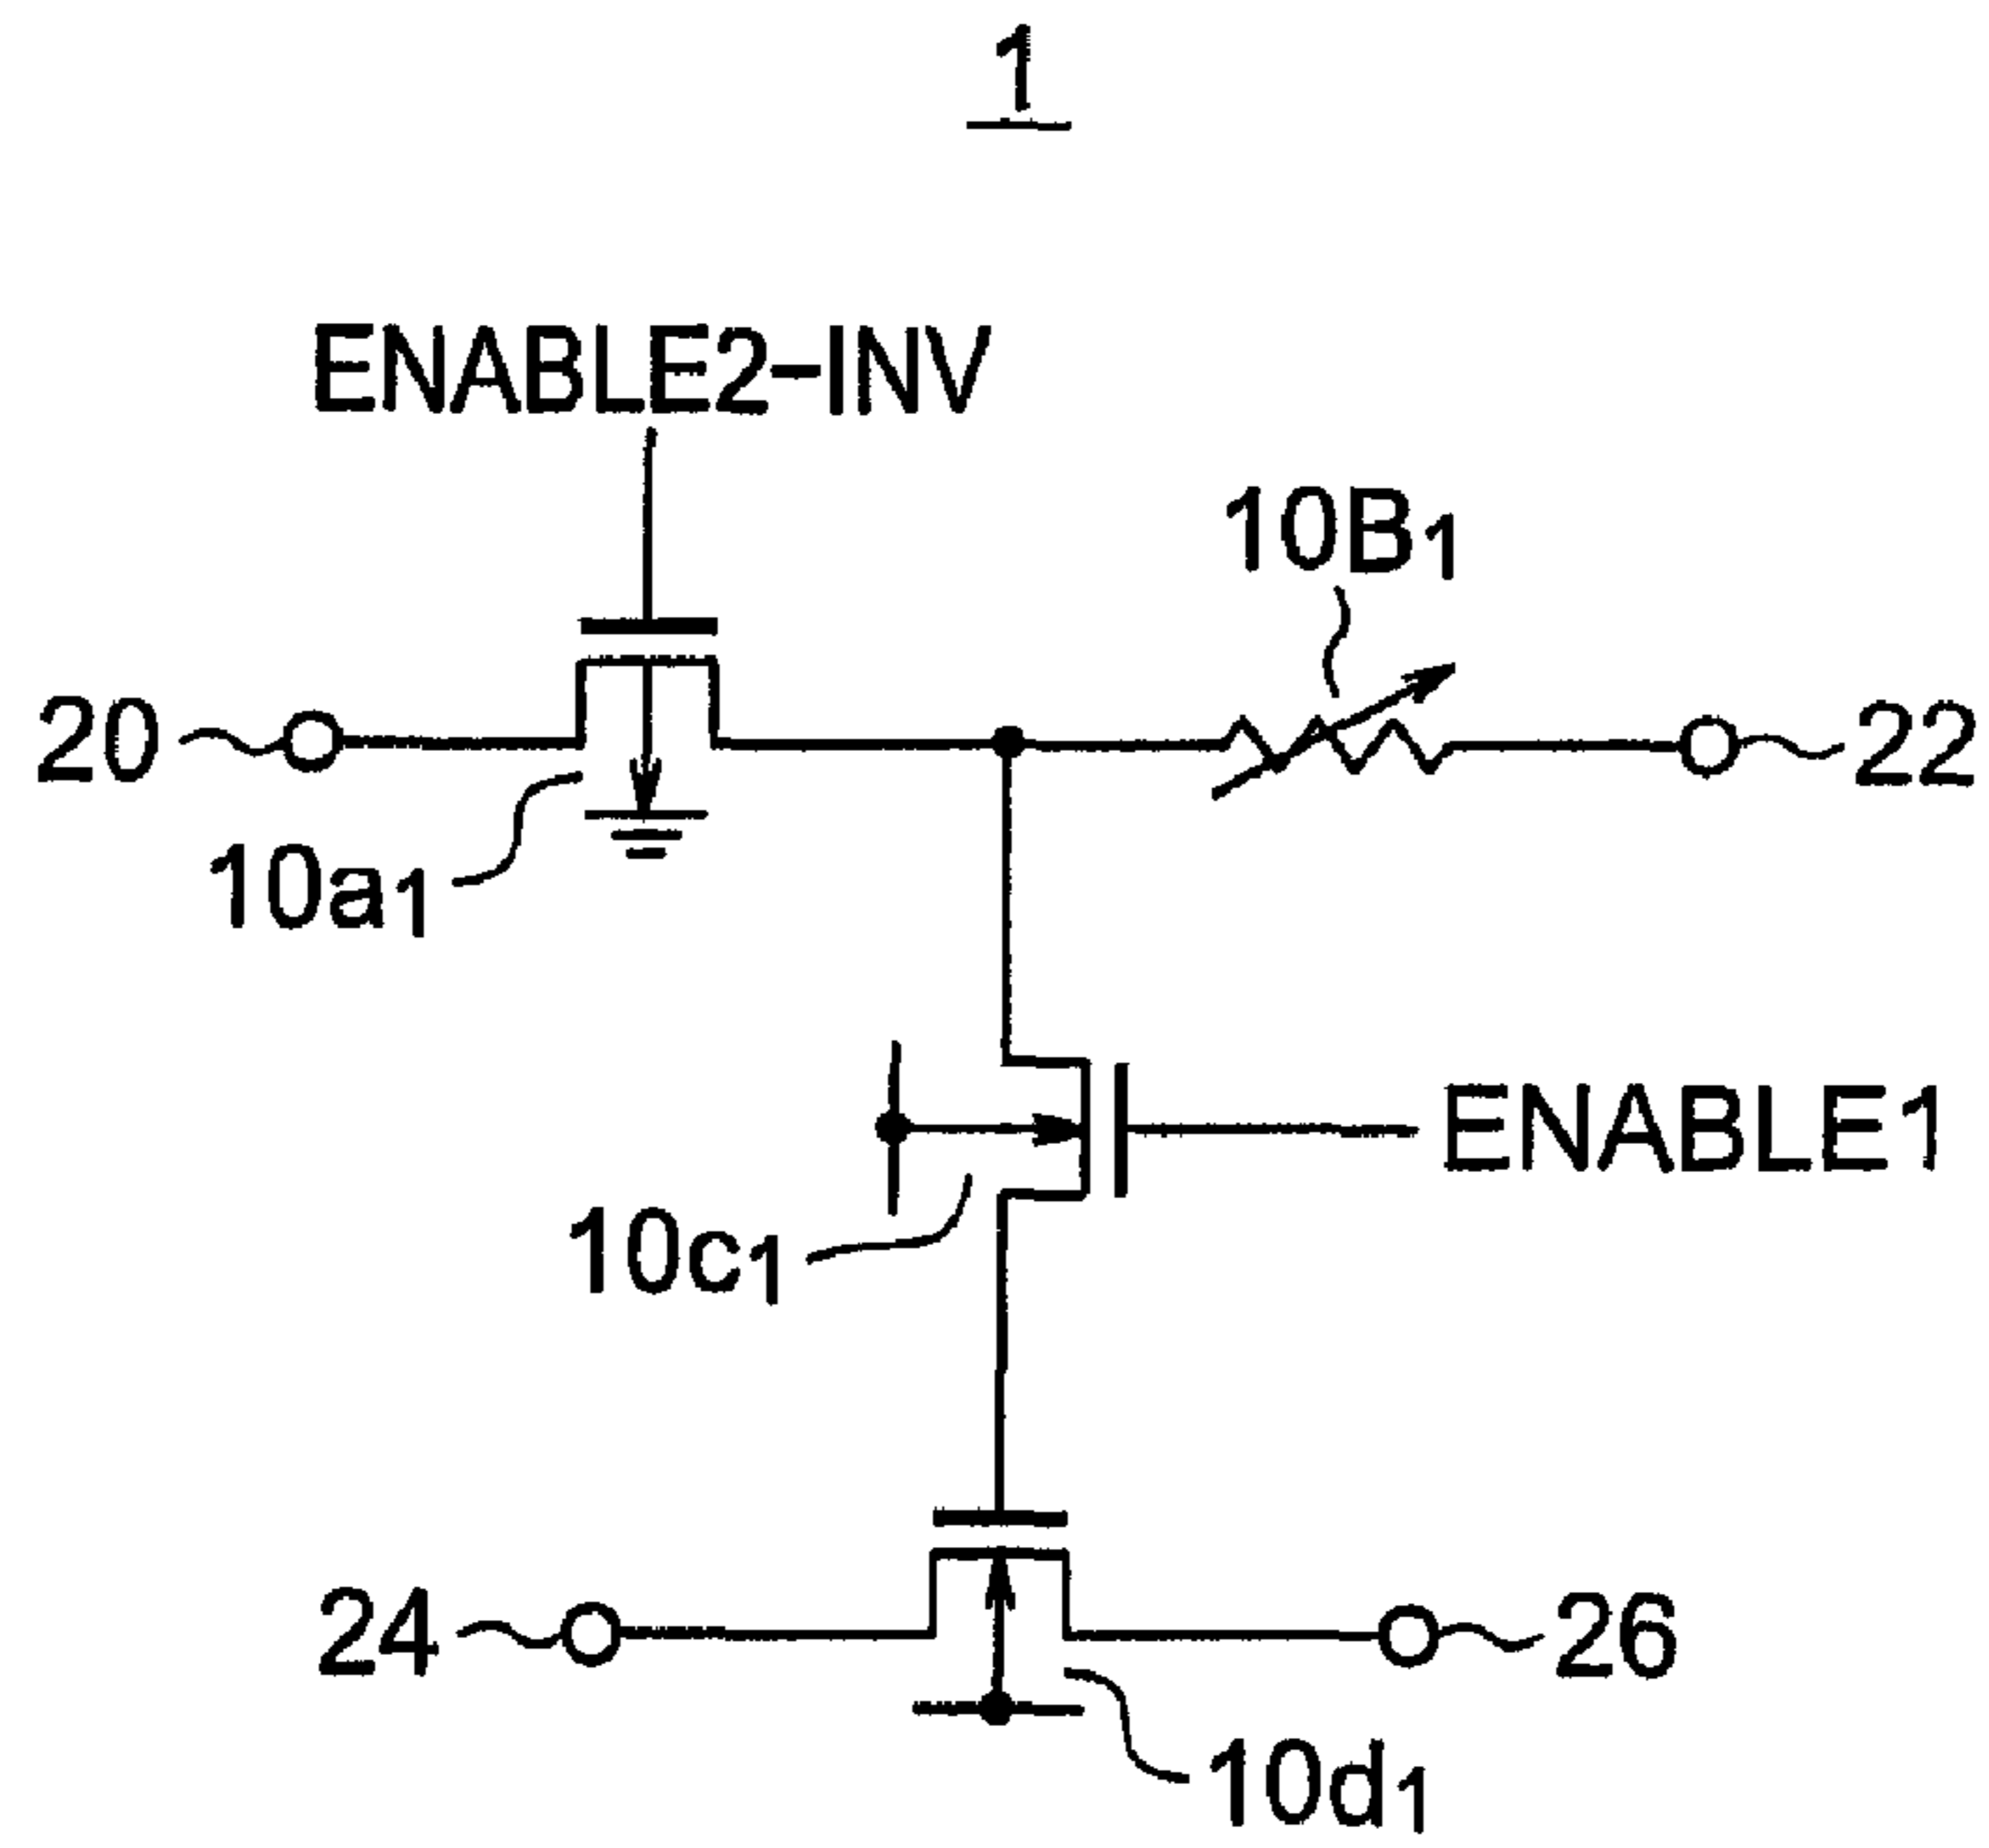 1
ENABLE2-INV
10B1
20
22
10a1
ENABLE1
10c1
24
26
10d1